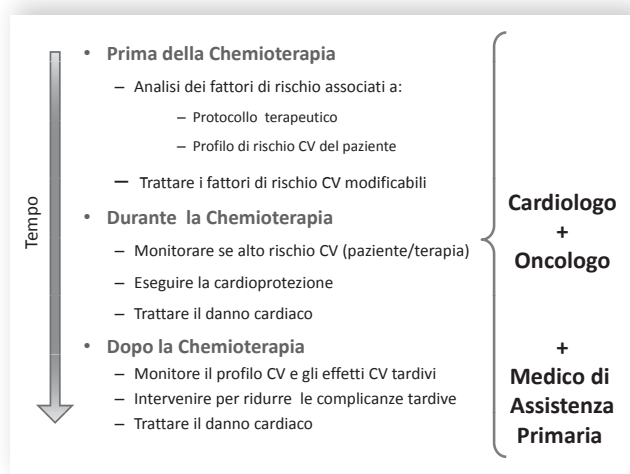 Tempo
• Prima della Chemioterapia
– Analisi dei fattori di rischio associati a:
– Protocollo terapeutico
– Profilo di rischio CV del paziente
– Trattare i fattori di rischio CV modificabili
• Durante la Chemioterapia
– Monitorare se alto rischio CV (paziente/terapia)
– Eseguire la cardioprotezione
– Trattare il danno cardiaco
• Dopo la Chemioterapia
– Monitore il profilo CV e gli effetti CV tardivi
– Intervenire per ridurre le complicanze tardive
– Trattare il danno cardiaco
Cardiologo
+
Oncologo
+
Medico di
Assistenza
Primaria